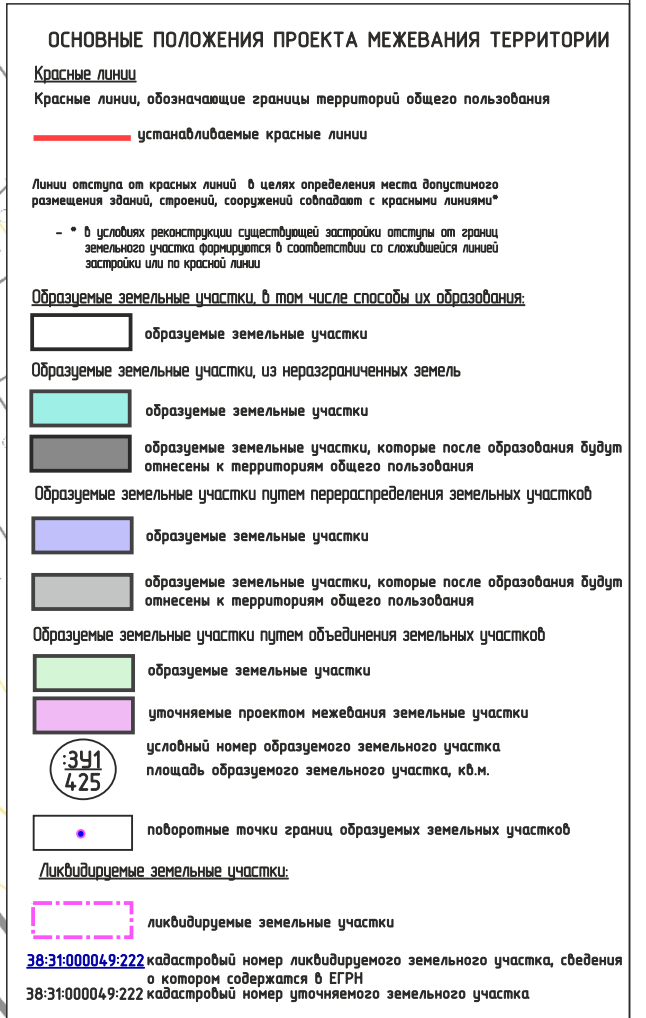 ОСНОВНЫЕ ПОЛОЖЕНИЯ ПРОЕКТА МЕЖЕВАНИЯ ТЕРРИТОРИИ
Красные линии
Красные линии, обозначающие границы территорий общего пользования
устанавливаемые красные линии
Линии отступа от красных линий в целях определения места допустимого
размещения зданий, строений, сооружений совпадают с красными линиями*
- * в условиях реконструкции существующей застройки отступы от границ
земельного участка формируются в соответствии со сложившейся линией
застройки или по красной линии
Образуемые земельные участки, в том числе способы их образования:
образуемые земельные участки
Образуемые земельные участки, из неразграниченных земель
образуемые земельные участки
образуемые земельные участки, которые после образования будут
отнесены к территориям общего пользования
Образуемые земельные участки путем перераспределения земельных участков
образуемые земельные участки
образуемые земельные участки, которые после образования будут
отнесены к территориям общего пользования
Образуемые земельные участки путем объединения земельных участков
образуемые земельные участки
уточняемые проектом межевания земельные участки
:ЗУ1
425
условный номер образуемого земельного участка
площадь образуемого земельного участка, кв.м.
поворотные точки границ образуемых земельных участков
Ликвидируемые земельные участки:
ликвидируемые земельные участки
38:31:000049:222 кадастровый номер ликвидируемого земельного участка, сведения
о котором содержатся в ЕГРН
38:31:000049:222 кадастровый номер уточняемого земельного участка